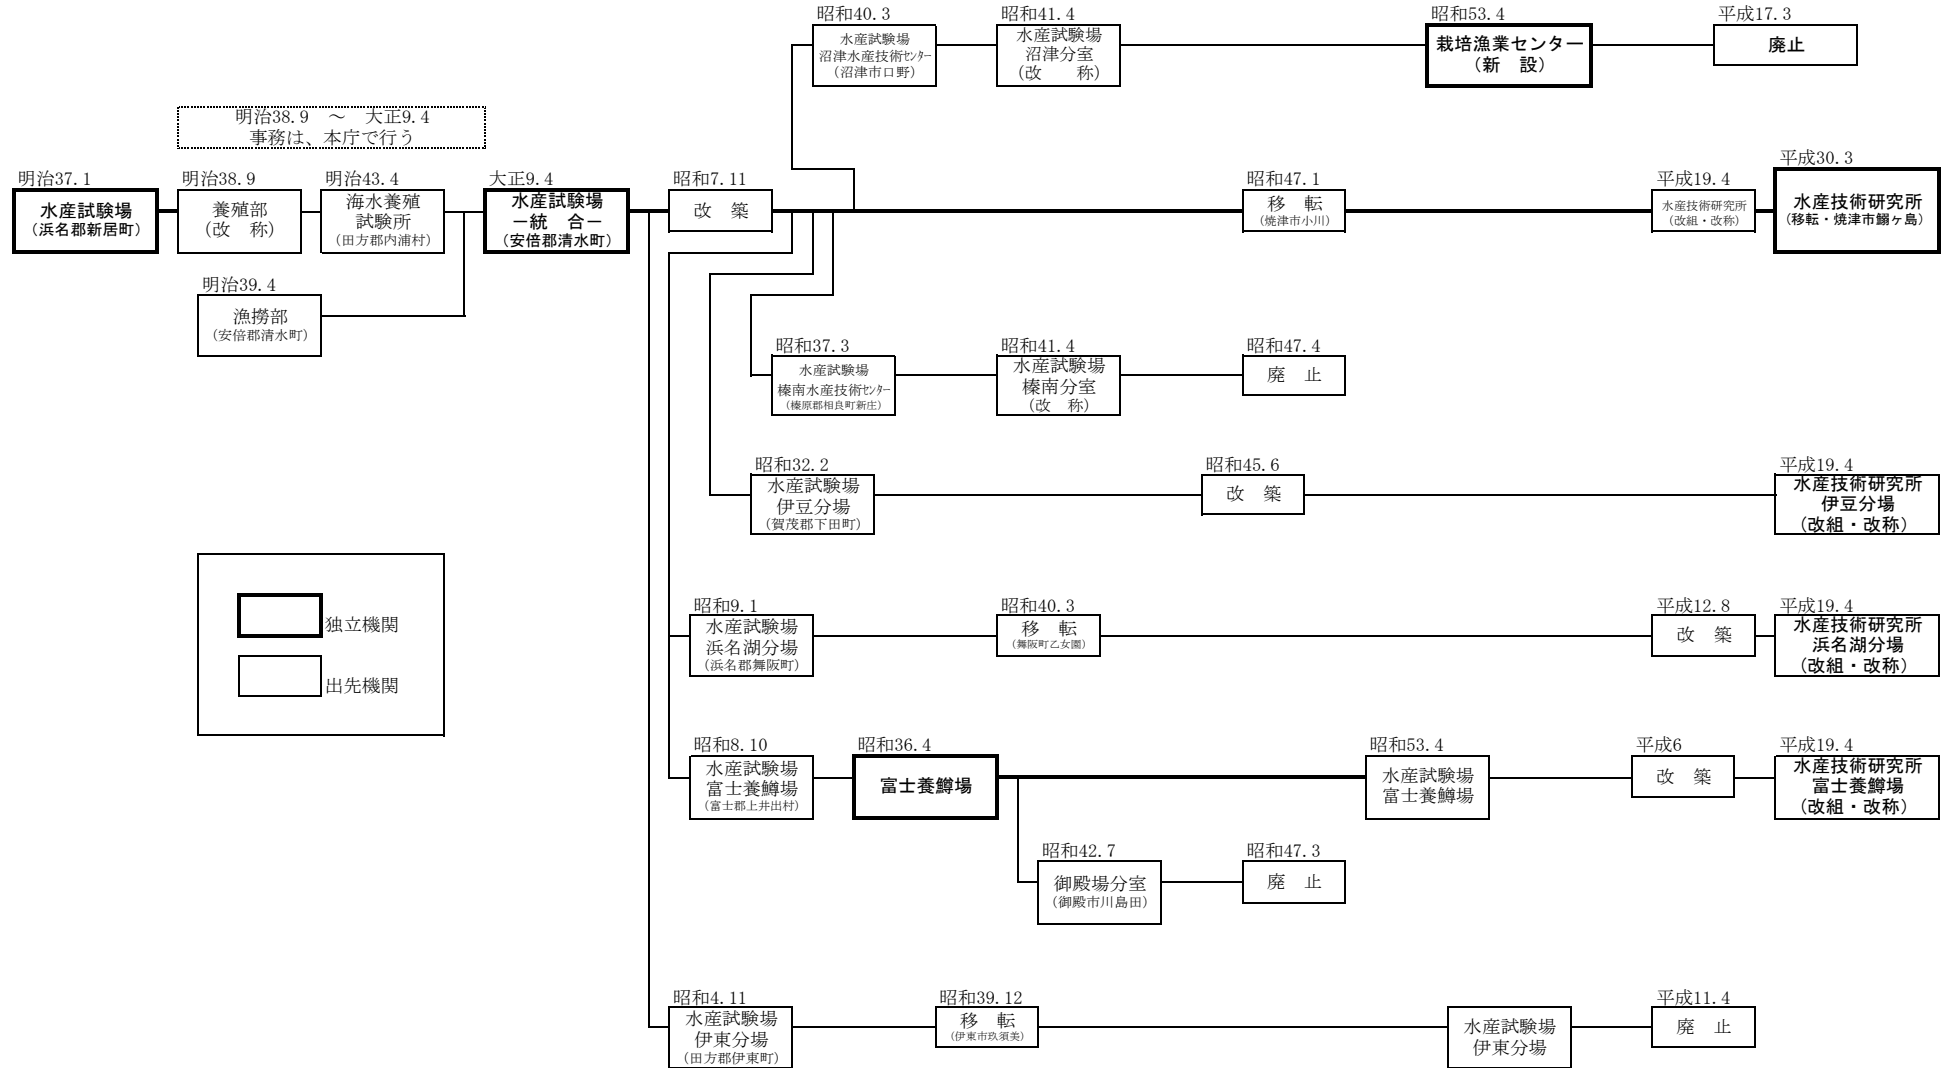 昭和40.3
水産試験場
沼津水産技術センター
(沼津市口野)
昭和41.4
水産試験場
沼津分室
(改　　称)
昭和53.4
栽培漁業センター
(新　設)
平成17.3
廃止
明治38.9　～　大正9.4
事務は、本庁で行う
明治37.1
水産試験場
(浜名郡新居町)
明治38.9
養殖部
(改　称)
明治43.4
海水養殖
試験所
(田方郡内浦村)
大正9.4
水産試験場
－統　合－
(安倍郡清水町)
昭和7.11
改　築
昭和47.1
移　転
(焼津市小川)
平成19.4
水産技術研究所
(改組・改称)
平成30.3
水産技術研究所
(移転・焼津市鰯ヶ島)
明治39.4
漁撈部
(安倍郡清水町)
昭和37.3
水産試験場
榛南水産技術センター
(榛原郡相良町新庄)
昭和41.4
水産試験場
榛南分室
(改　称)
昭和47.4
廃　止
昭和32.2
水産試験場
伊豆分場
(賀茂郡下田町)
昭和45.6
改　築
平成19.4
水産技術研究所
伊豆分場
(改組・改称)
独立機関
出先機関
昭和9.1
水産試験場
浜名湖分場
(浜名郡舞阪町)
昭和40.3
移　転
(舞阪町乙女園)
平成12.8
改　築
平成19.4
水産技術研究所
浜名湖分場
(改組・改称)
昭和8.10
水産試験場
富士養鱒場
(富士郡上井出村)
昭和36.4
富士養鱒場
昭和53.4
水産試験場
富士養鱒場
平成6
改　築
平成19.4
水産技術研究所
富士養鱒場
(改組・改称)
昭和42.7
御殿場分室
(御殿市川島田)
昭和47.3
廃　止
昭和4.11
水産試験場
伊東分場
(田方郡伊東町)
昭和39.12
移　転
(伊東市玖須美)
水産試験場
伊東分場
平成11.4
廃　止